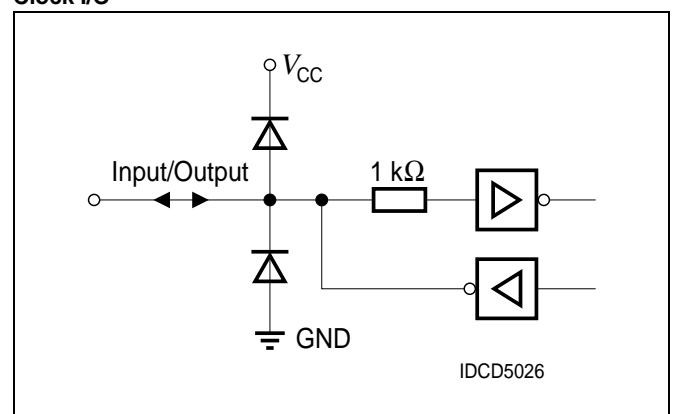 Clock I/O
VCC
Input/Output
1 kΩ
GND
IDCD5026